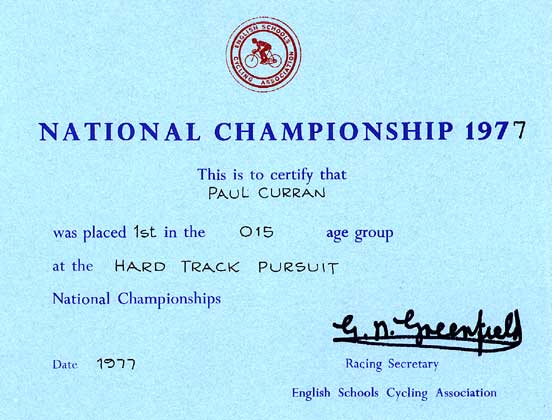 ENGLISH SCHOOLS
CYCLING ASSOCIATION
NATIONAL CHAMPIONSHIP 1977
This is to certify that
PAUL CURRAN
was placed 1st in the 015 age group
at the HARD TRACK PURSUIT
National Championships
G. N. Greenfield
Date 1977 Racing Secretary
English Schools Cycling Association